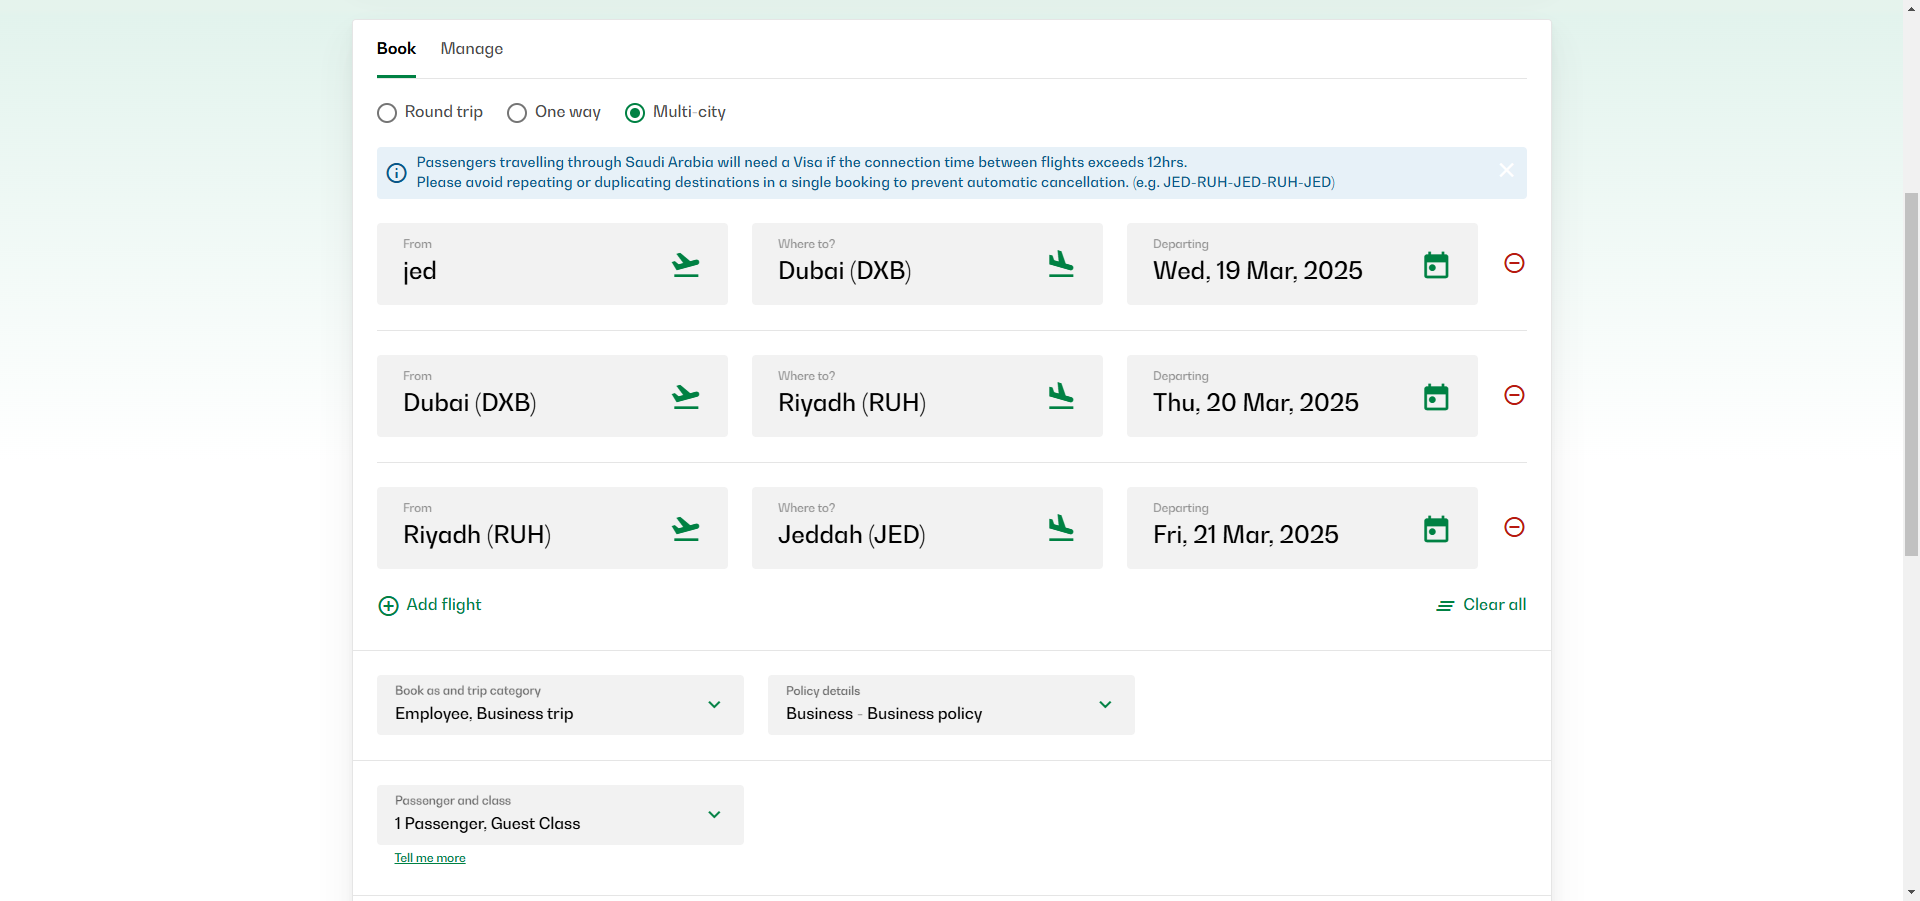 Book Manage
Round trip One way Multi-city
Passengers travelling through Saudi Arabia will need a Visa if the connection time between flights exceeds 12hrs.
Please avoid repeating or duplicating destinations in a single booking to prevent automatic cancellation. (e.g. JED-RUH-JED-RUH-JED)
From Where to? Departing
jed Dubai (DXB) Wed, 19 Mar, 2025
From Where to? Departing
Dubai (DXB) Riyadh (RUH) Thu, 20 Mar, 2025
From Where to? Departing
Riyadh (RUH) Jeddah (JED) Fri, 21 Mar, 2025
Add flight Clear all
Book as and trip category Policy details
Employee, Business trip Business - Business policy
Passenger and class
1 Passenger, Guest Class
Tell me more